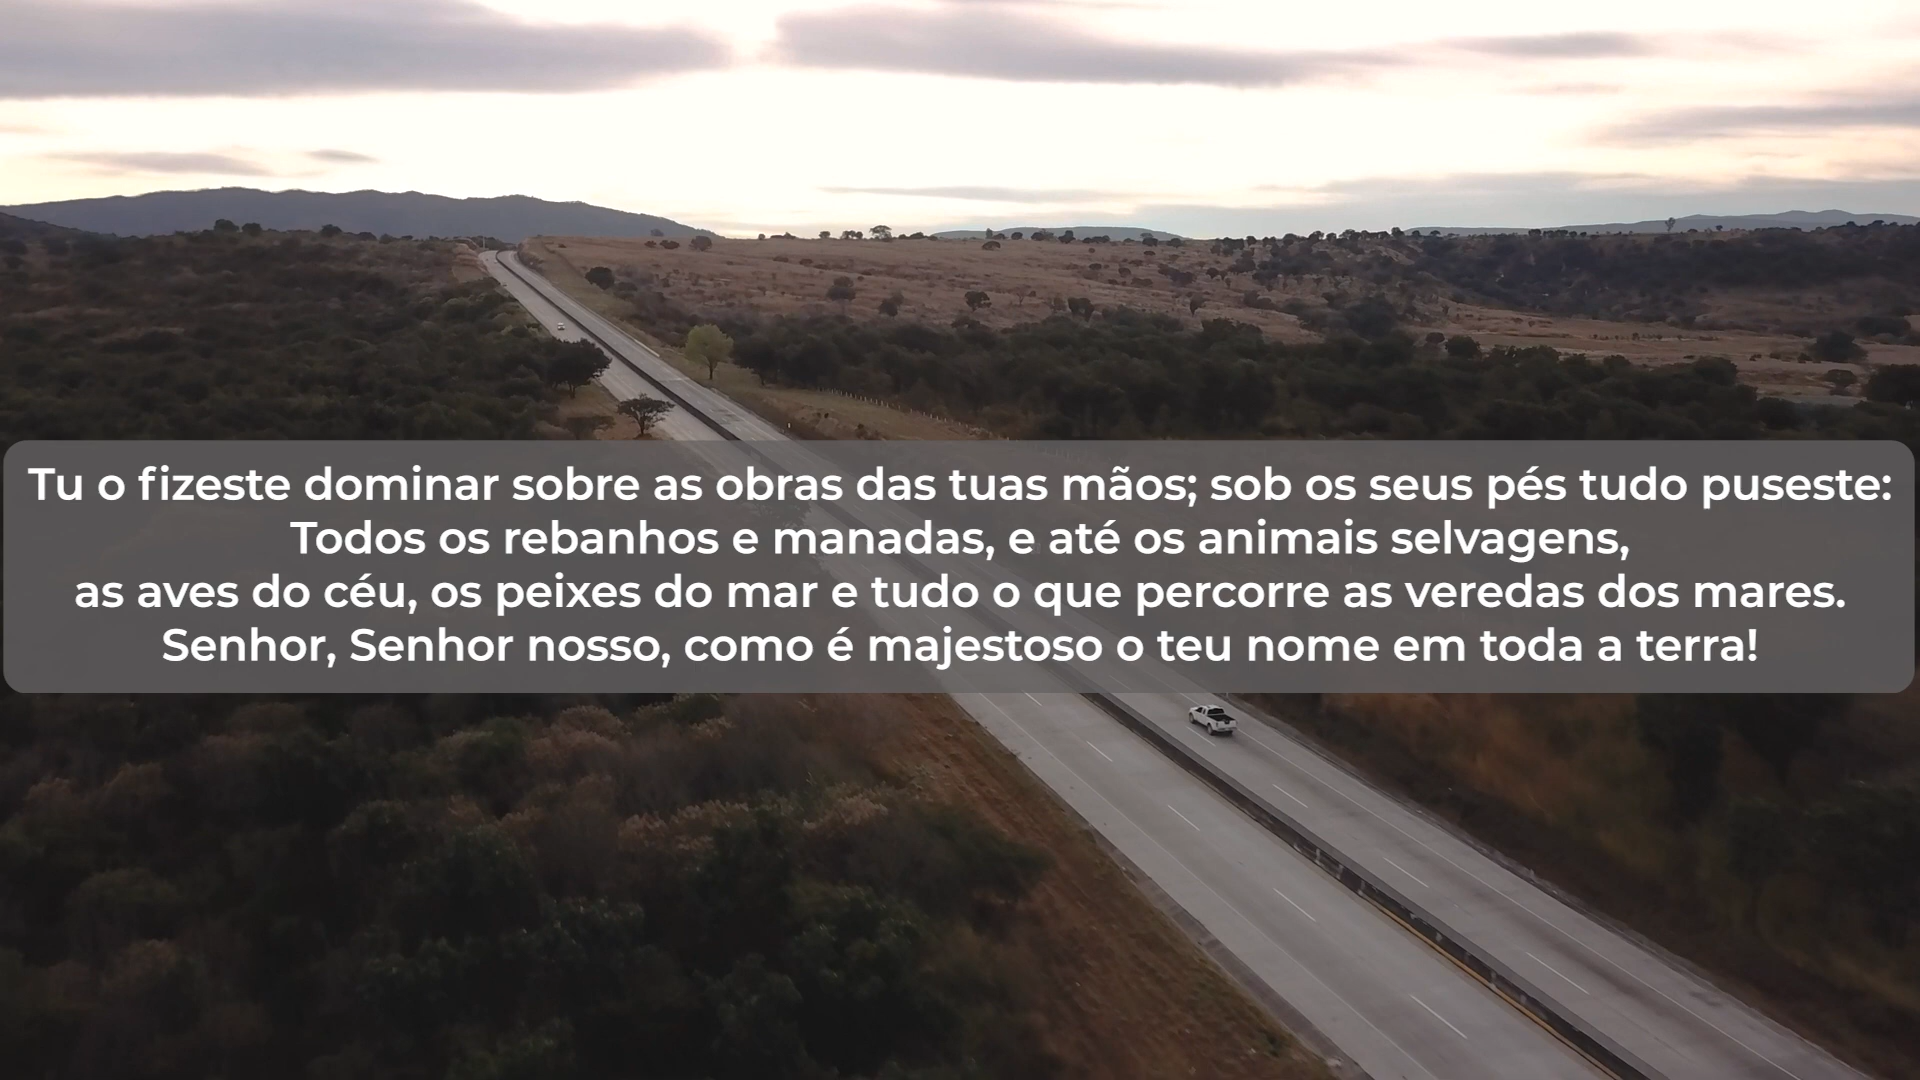 Tu o fizeste dominar sobre as obras das tuas mãos; sob os seus pés tudo puseste:
Todos os rebanhos e manadas, e até os animais selvagens,
as aves do céu, os peixes do mar e tudo o que percorre as veredas dos mares.
Senhor, Senhor nosso, como é majestoso o teu nome em toda a terra!